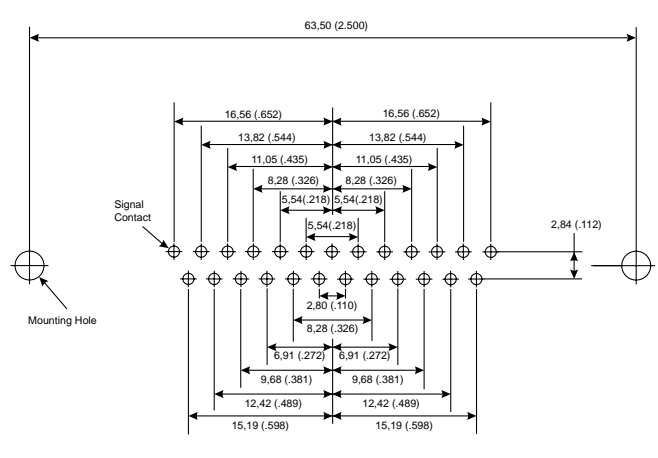 63,50 (2.500)
16,56 (.652) 16,56 (.652)
13,82 (.544) 13,82 (.544)
11,05 (.435) 11,05 (.435)
8,28 (.326) 8,28 (.326)
5,54(.218) 5,54(.218)
Signal
Contact
5,54(.218)
2,84 (.112)
Mounting Hole
2,80 (.110)
8,28 (.326)
6,91 (.272) 6,91 (.272)
9,68 (.381) 9,68 (.381)
12,42 (.489) 12,42 (.489)
15,19 (.598) 15,19 (.598)